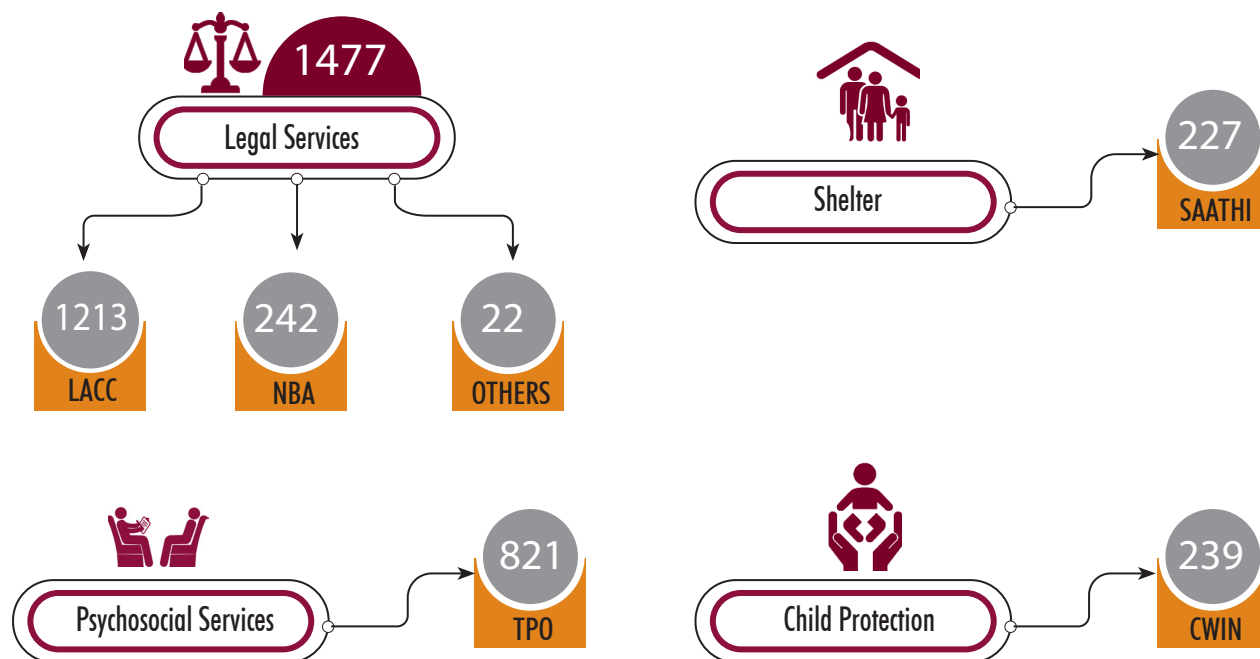 1477
Legal Services
1213
LACC
242
NBA
22
OTHERS
Shelter
227
SAATHI
Psychosocial Services
821
TPO
Child Protection
239
CWIN